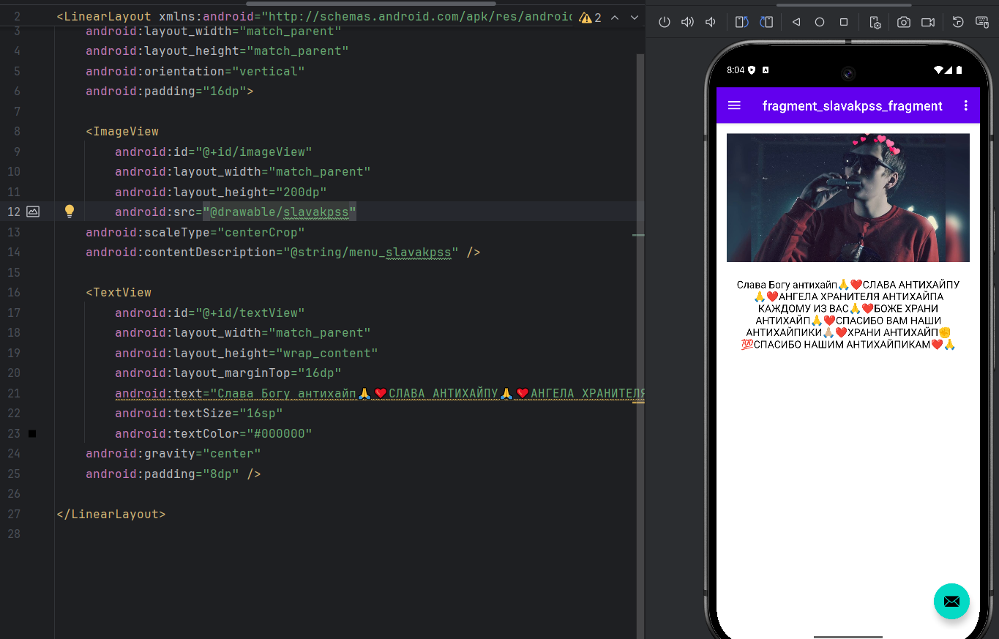 2 <LinearLayout xmlns:android="http://schemas.android.com/apk/res/android 2
3 android:layout_width="match_parent"
4 android:layout_height="match_parent"
5 android:orientation="vertical"
6 android:padding="16dp">
7
8 <ImageView
9 android:id="@+id/imageView"
10 android:layout_width="match_parent"
11 android:layout_height="200dp"
12 android:src="@drawable/slavakpss"
13 android:scaleType="centerCrop"
14 android:contentDescription="@string/menu_slavakpss" />
15
16 <TextView
17 android:id="@+id/textView"
18 android:layout_width="match_parent"
19 android:layout_height="wrap_content"
20 android:layout_marginTop="16dp"
21 android:text="Слава Богу антихайп🙏❤️СЛАВА АНТИХАЙПУ🙏❤️АНГЕЛА ХРАНИТЕЛЯ
22 android:textSize="16sp"
23 android:textColor="#000000"
24 android:gravity="center"
25 android:padding="8dp" />
26
27 </LinearLayout>
28
8:04
fragment_slavakpss_fragment
Слава Богу антихайп🙏❤️СЛАВА АНТИХАЙПУ
🙏❤️АНГЕЛА ХРАНИТЕЛЯ АНТИХАЙПА
КАЖДОМУ ИЗ ВАС🙏❤️БОЖЕ ХРАНИ
АНТИХАЙП🙏❤️СПАСИБО ВАМ НАШИ
АНТИХАЙПИКИ🙏🏼❤️ХРАНИ АНТИХАЙП✊
💯СПАСИБО НАШИМ АНТИХАЙПИКАМ❤️🙏